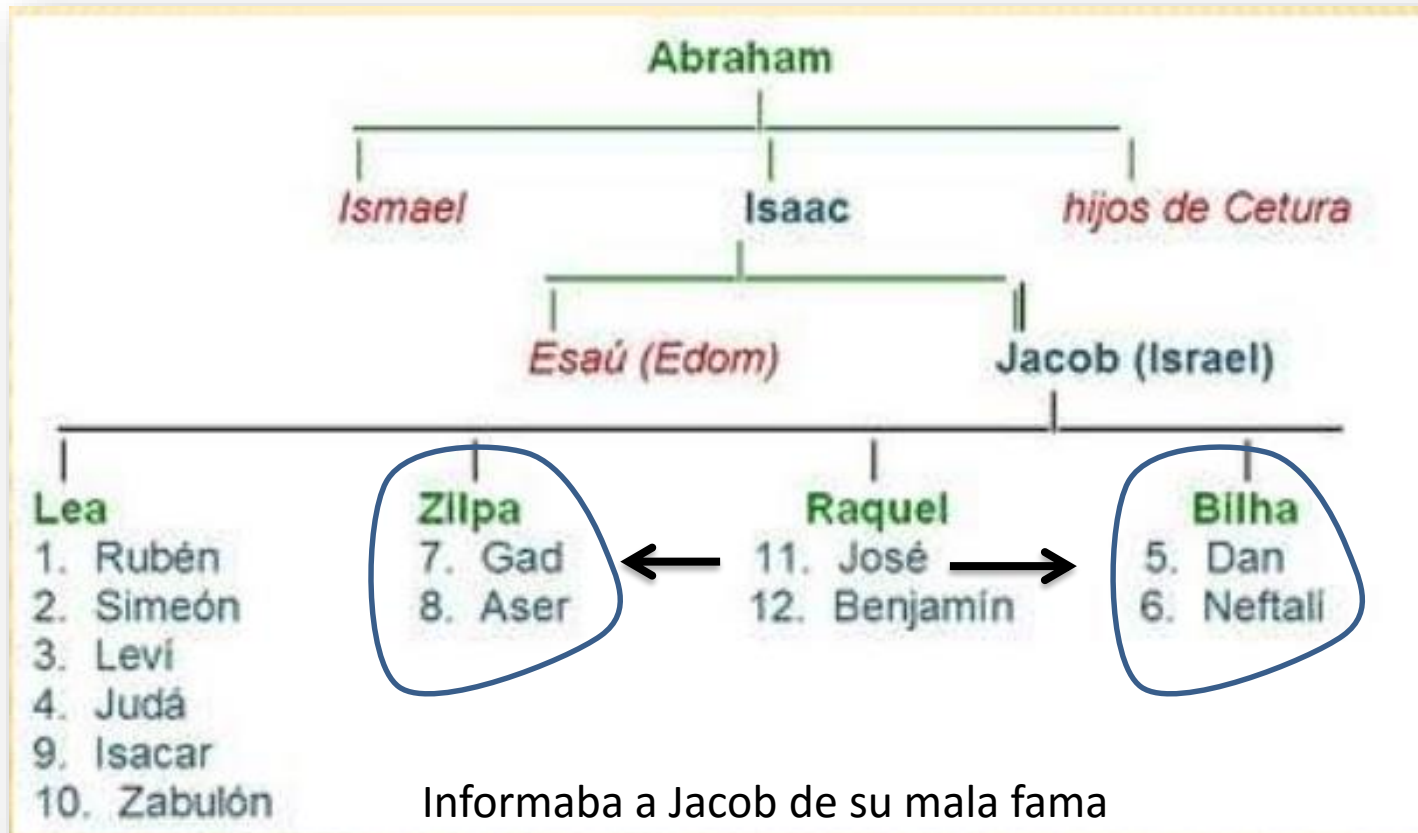 Abraham
Ismael Isaac hijos de Cetura
Esaú (Edom) Jacob (Israel)
Lea Zilpa Raquel Bilha
1. Rubén 7. Gad 11. José 5. Dan
2. Simeón 8. Aser 12. Benjamín 6. Neftalí
3. Leví
4. Judá
9. Isacar
10. Zabulón Informaba a Jacob de su mala fama